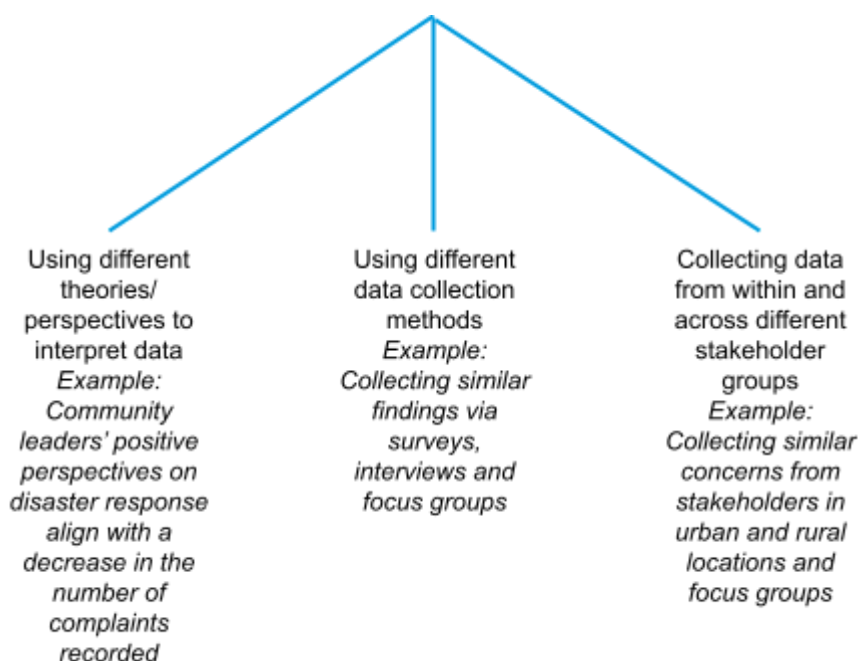 Using different
theories/
perspectives to
interpret data
Example:
Community
leaders’ positive
perspectives on
disaster response
align with a
decrease in the
number of
complaints
recorded
Using different
data collection
methods
Example:
Collecting similar
findings via
surveys,
interviews and
focus groups
Collecting data
from within and
across different
stakeholder
groups
Example:
Collecting similar
concerns from
stakeholders in
urban and rural
locations and
focus groups